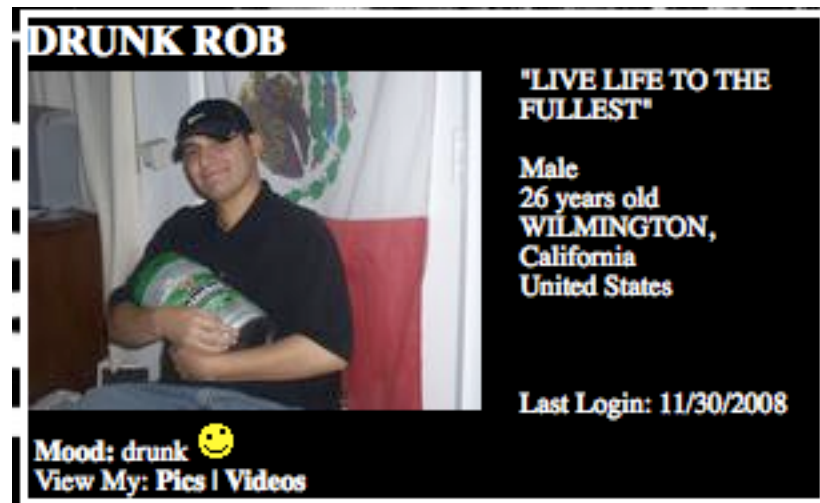 DRUNK ROB
"LIVE LIFE TO THE
FULLEST"
Male
26 years old
WILMINGTON,
California
United States
Last Login: 11/30/2008
Mood: drunk
View My: Pics | Videos